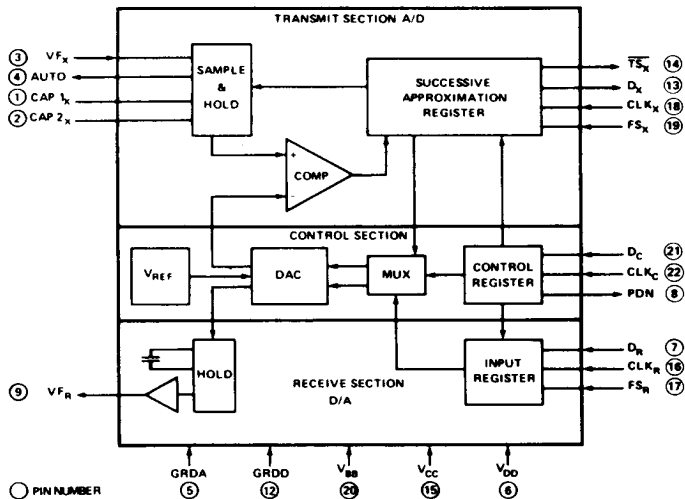 TRANSMIT SECTION A/D
③ VFX
④ AUTO
① CAP 1X
② CAP 2X
SAMPLE
&
HOLD
SUCCESSIVE
APPROXIMATION
REGISTER
TSX ⑭
DX ⑬
CLKX ⑱
FSX ⑲
+
COMP
−
CONTROL SECTION
VREF
DAC
MUX
CONTROL
REGISTER
DC ㉑
CLKC ㉒
PDN ⑧
HOLD
⑨ VFR
RECEIVE SECTION
D/A
INPUT
REGISTER
DR ⑦
CLKR ⑯
FSR ⑰
GRDA
⑤
GRDD
⑫
VBB
⑳
VCC
⑮
VDD
⑥
PIN NUMBER